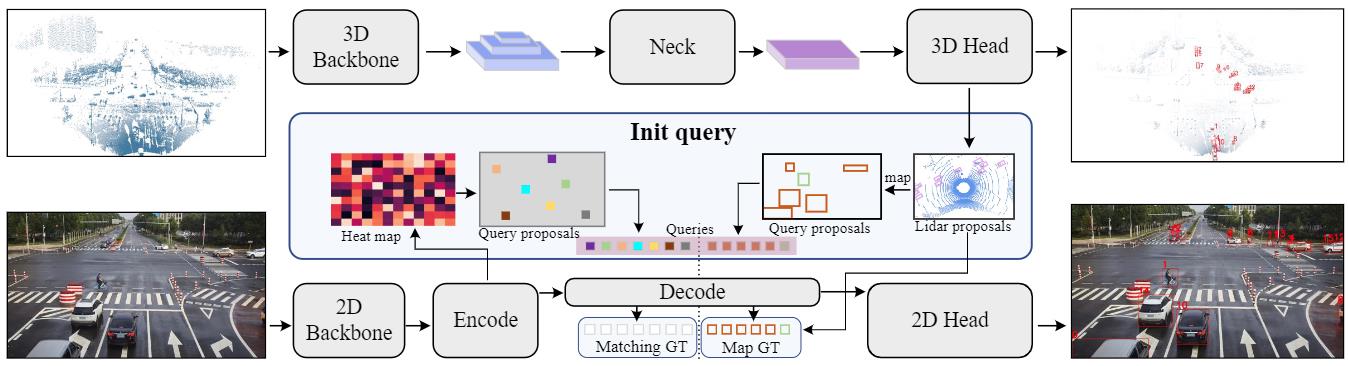 3D
Backbone
Neck
3D Head
Init query
map
Heat map
Query proposals
Queries
Query proposals
Lidar proposals
2D
Backbone
Encode
Decode
Matching GT
Map GT
2D Head